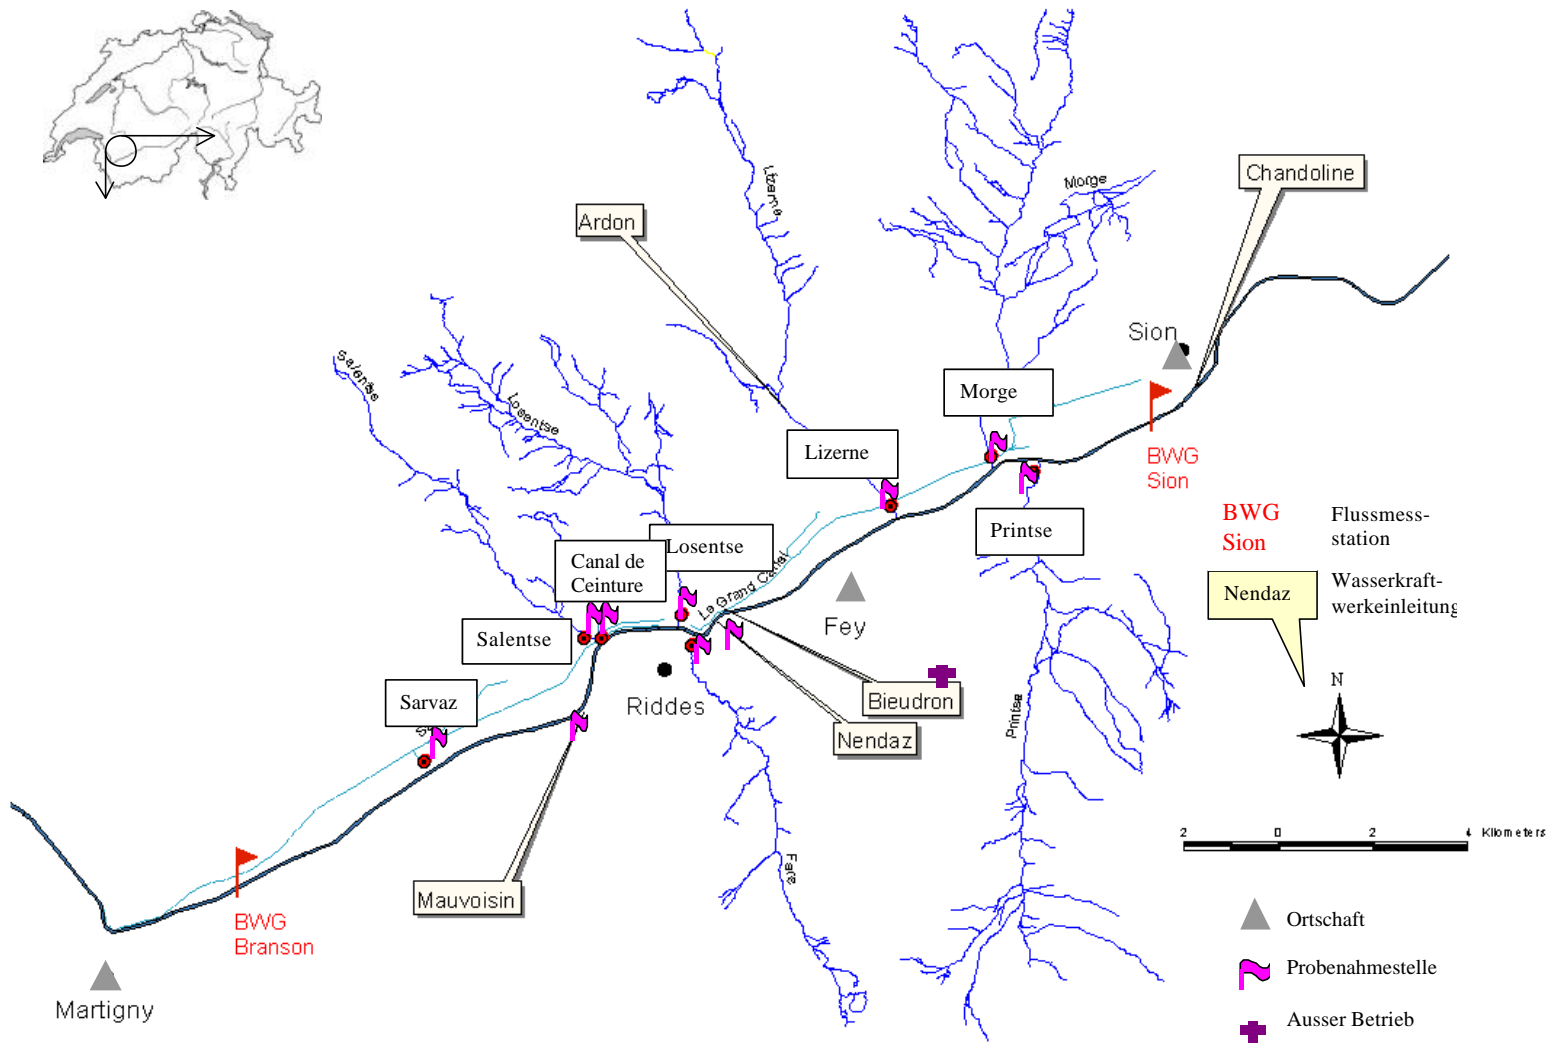 Lizerne
Morge
Chandoline
Ardon
Sion
Salentse
Losentse
Morge
Lizerne
BWG
Sion
Printse
BWG
Sion
Flussmess-
station
Losentse
Canal de
Ceinture
Le Grand Canal
Nendaz
Wasserkraft-
werkeinleitung
Fey
Salentse
Riddes
Bieudron
N
Sarvaz
Nendaz
Printse
2 0 2 4 Kilometers
Mauvoisin
Fare
BWG
Branson
Ortschaft
Martigny
Probenahmestelle
Ausser Betrieb